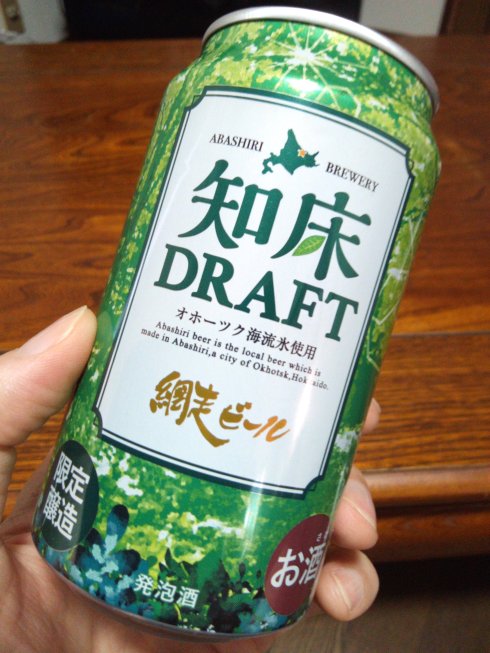 ABASHIRI BREWERY
知床
DRAFT
オホーツク海流氷使用
Abashiri beer is the local beer which is
made in Abashiri,a city of Okhotsk,Hokkaido.
網走ビール
限定
醸造
お酒
発泡酒